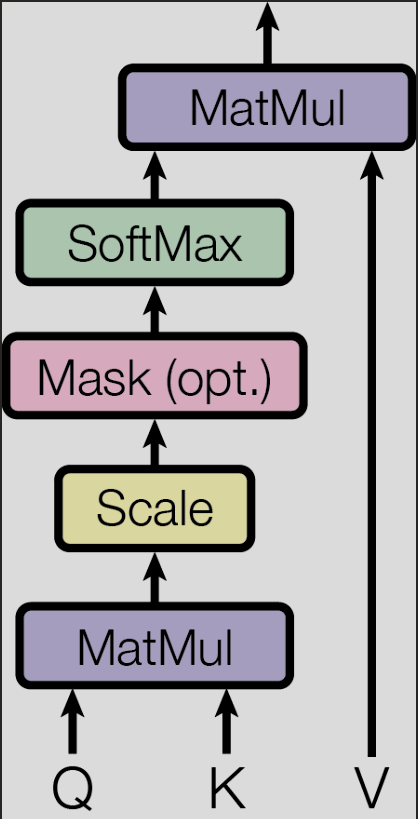 MatMul
SoftMax
Mask (opt.)
Scale
MatMul
Q K V